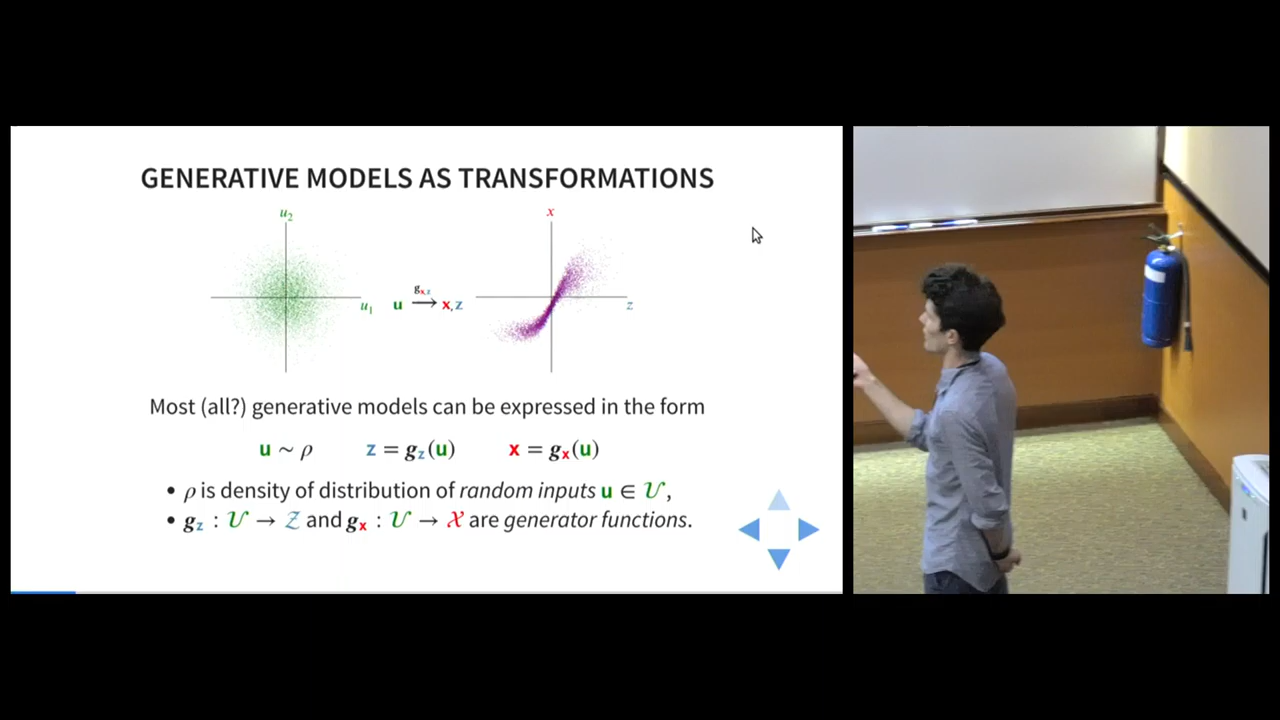 GENERATIVE MODELS AS TRANSFORMATIONS
u₂
x
u₁
u → x, z
g x,z
z
Most (all?) generative models can be expressed in the form
u ∼ ρ z = g_z(u) x = g_x(u)
• ρ is density of distribution of random inputs u ∈ 𝒰,
• g_z : 𝒰 → 𝒵 and g_x : 𝒰 → 𝒳 are generator functions.